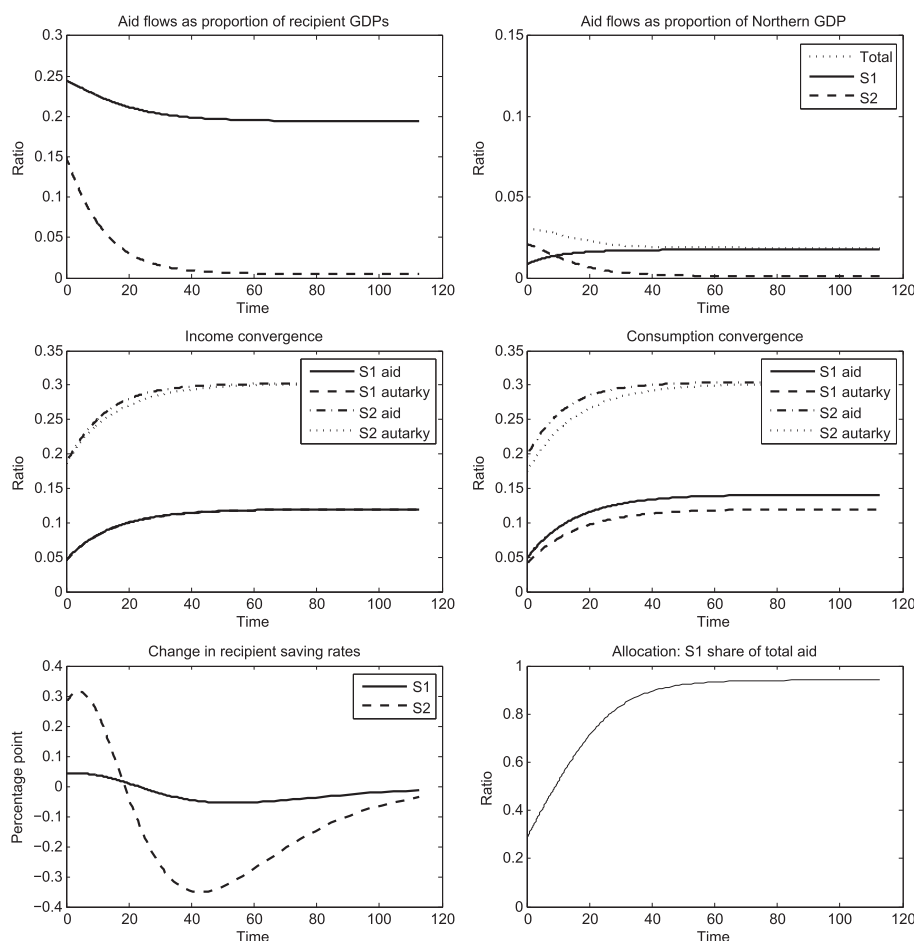 Aid flows as proportion of recipient GDPs
0.3
0.25
0.2
0.15
0.1
0.05
0
Ratio
0 20 40 60 80 100 120
Time
Aid flows as proportion of Northern GDP
0.15
0.1
0.05
0
Ratio
Total
S1
S2
0 20 40 60 80 100 120
Time
Income convergence
0.35
0.3
0.25
0.2
0.15
0.1
0.05
0
Ratio
S1 aid
S1 autarky
S2 aid
S2 autarky
0 20 40 60 80 100 120
Time
Consumption convergence
0.35
0.3
0.25
0.2
0.15
0.1
0.05
0
Ratio
S1 aid
S1 autarky
S2 aid
S2 autarky
0 20 40 60 80 100 120
Time
Change in recipient saving rates
0.4
0.3
0.2
0.1
0
−0.1
−0.2
−0.3
−0.4
Percentage point
S1
S2
0 20 40 60 80 100 120
Time
Allocation: S1 share of total aid
1
0.8
0.6
0.4
0.2
0
Ratio
0 20 40 60 80 100 120
Time